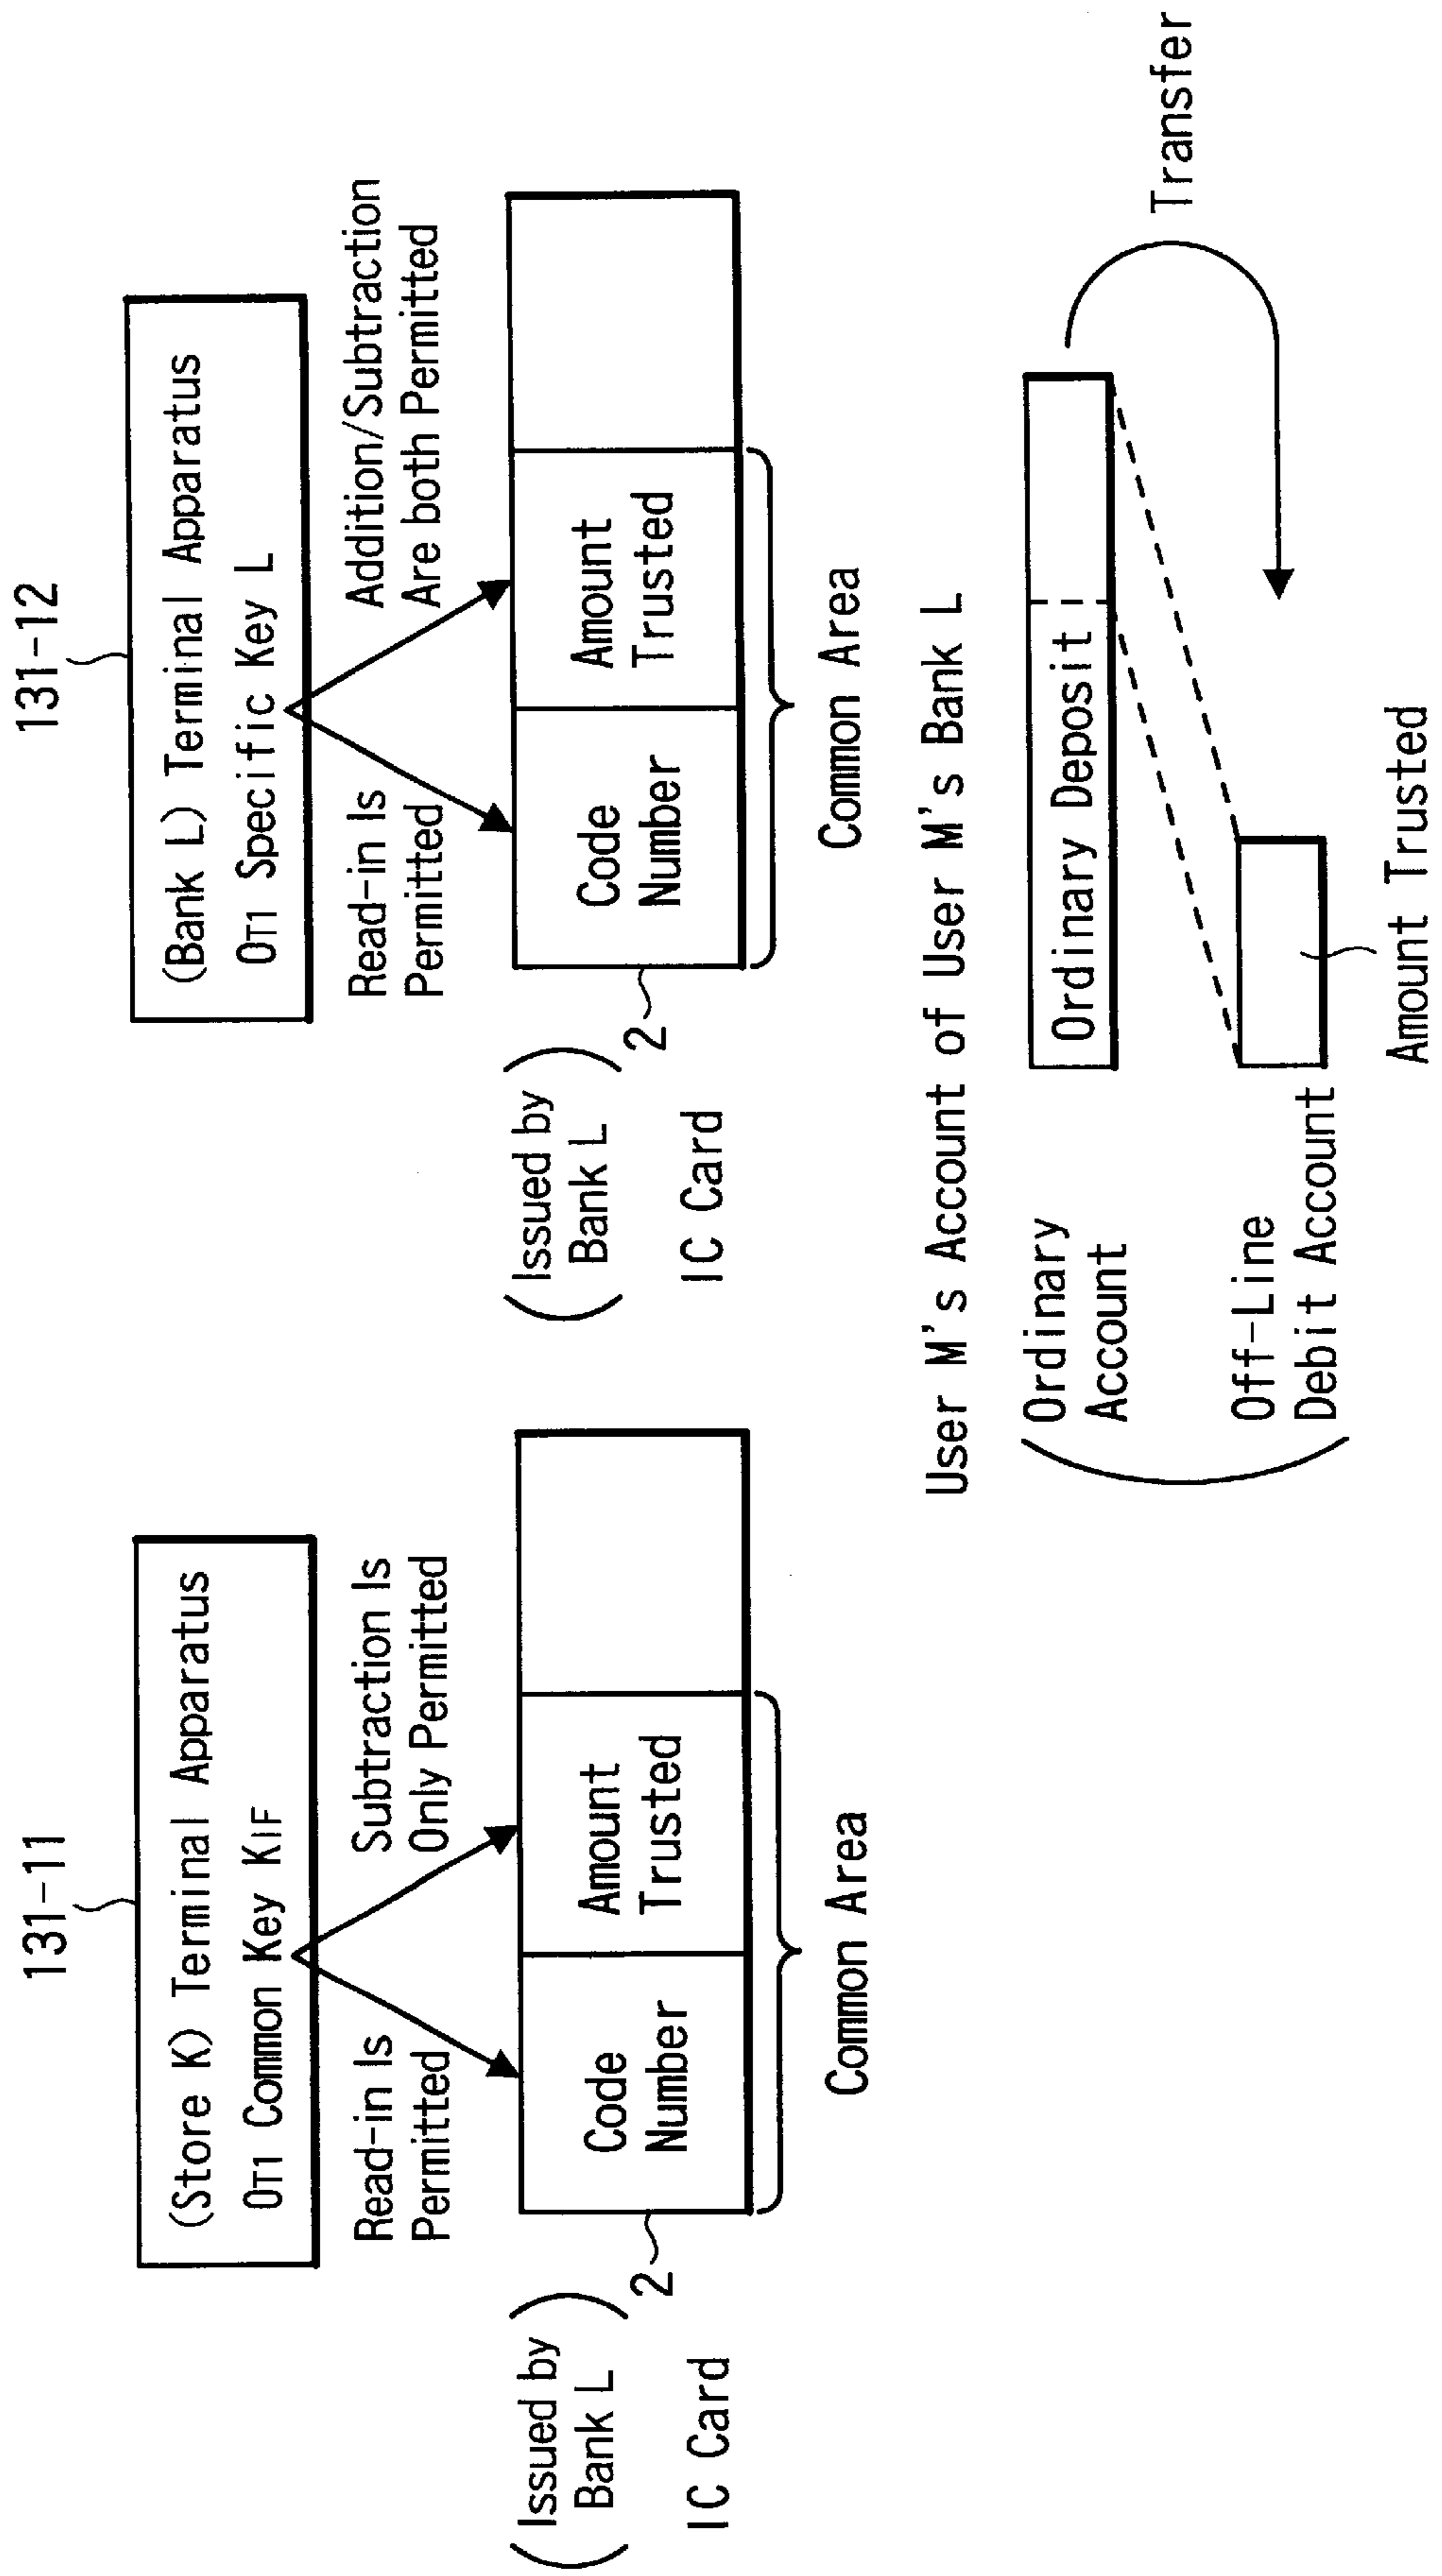 131-11
(Store K) Terminal Apparatus
OT1 Common Key KIF
Read-in Is
Permitted
Subtraction Is
Only Permitted
(Issued by
Bank L)
2
IC Card
Code
Number
Amount
Trusted
Common Area
131-12
(Bank L) Terminal Apparatus
OT1 Specific Key L
Read-in Is
Permitted
Addition/Subtraction
Are both Permitted
(Issued by
Bank L)
2
IC Card
Code
Number
Amount
Trusted
Common Area
User M's Account of User M's Bank L
Ordinary
Account
Ordinary Deposit
Transfer
Off-Line
Debit Account
Amount Trusted